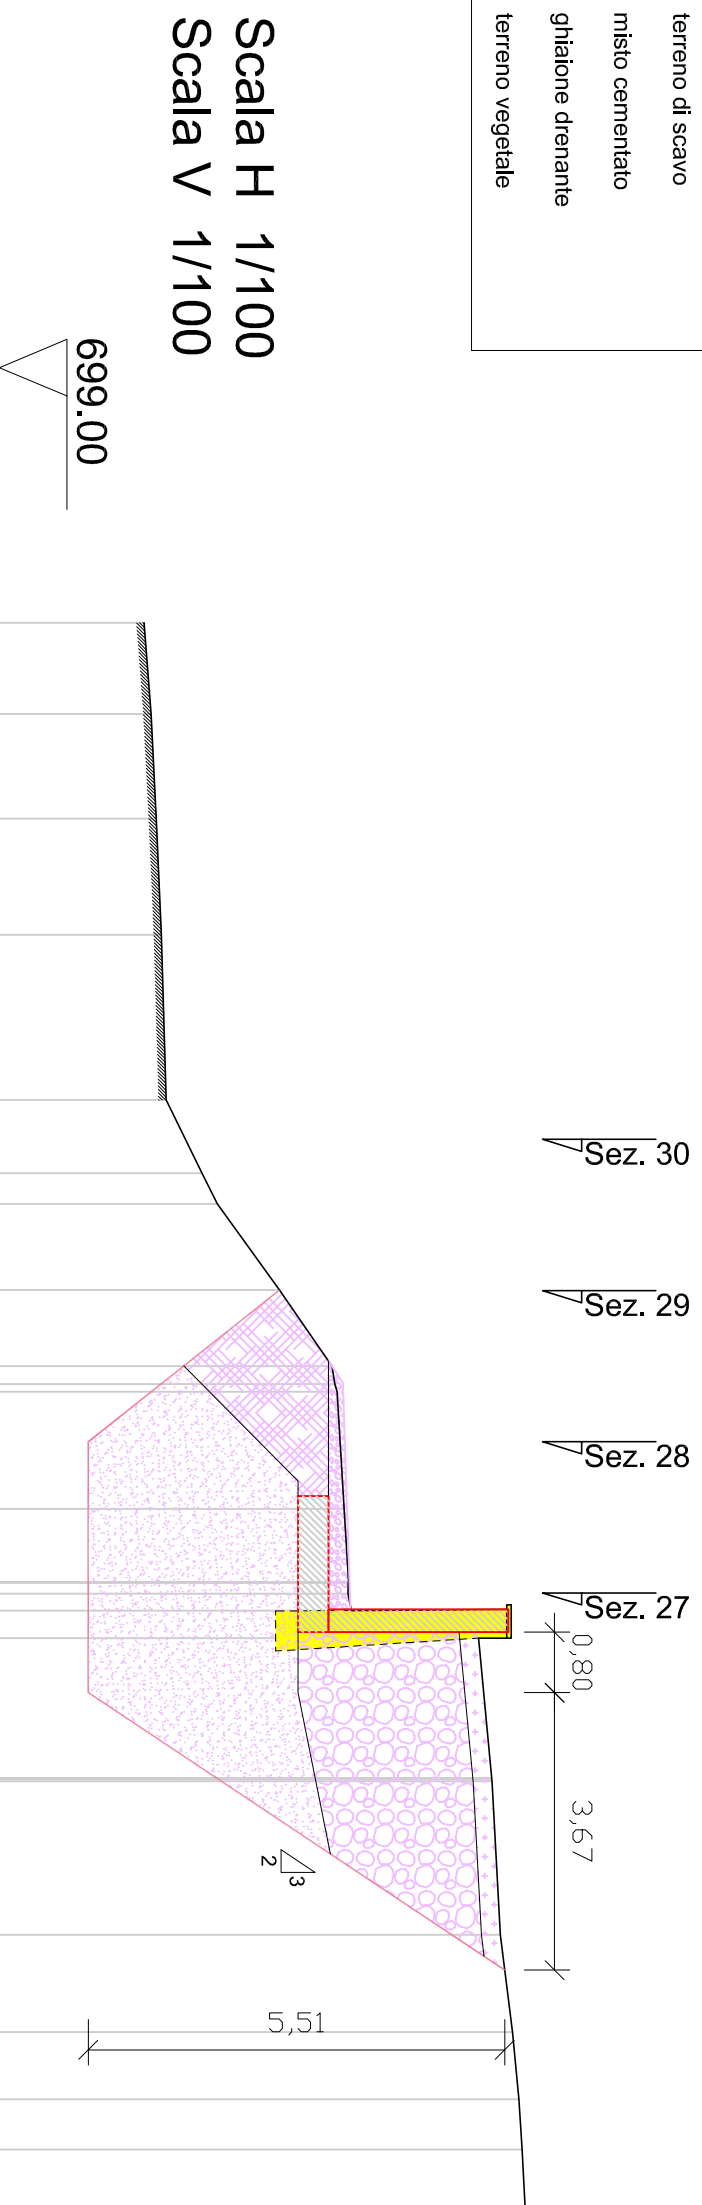 terreno di scavo
misto cementato
ghiaione drenante
terreno vegetale
Scala H 1/100
Scala V 1/100
699.00
Sez. 30
Sez. 29
Sez. 28
Sez. 27
0,80
3,67
3
2
5,51